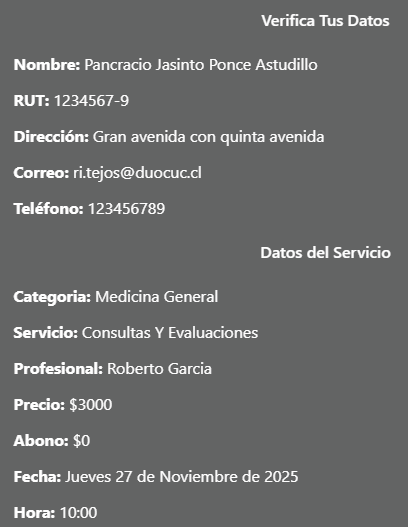 Verifica Tus Datos
Nombre: Pancracio Jasinto Ponce Astudillo
RUT: 1234567-9
Dirección: Gran avenida con quinta avenida
Correo: ri.tejos@duocuc.cl
Teléfono: 123456789
Datos del Servicio
Categoria: Medicina General
Servicio: Consultas Y Evaluaciones
Profesional: Roberto Garcia
Precio: $3000
Abono: $0
Fecha: Jueves 27 de Noviembre de 2025
Hora: 10:00